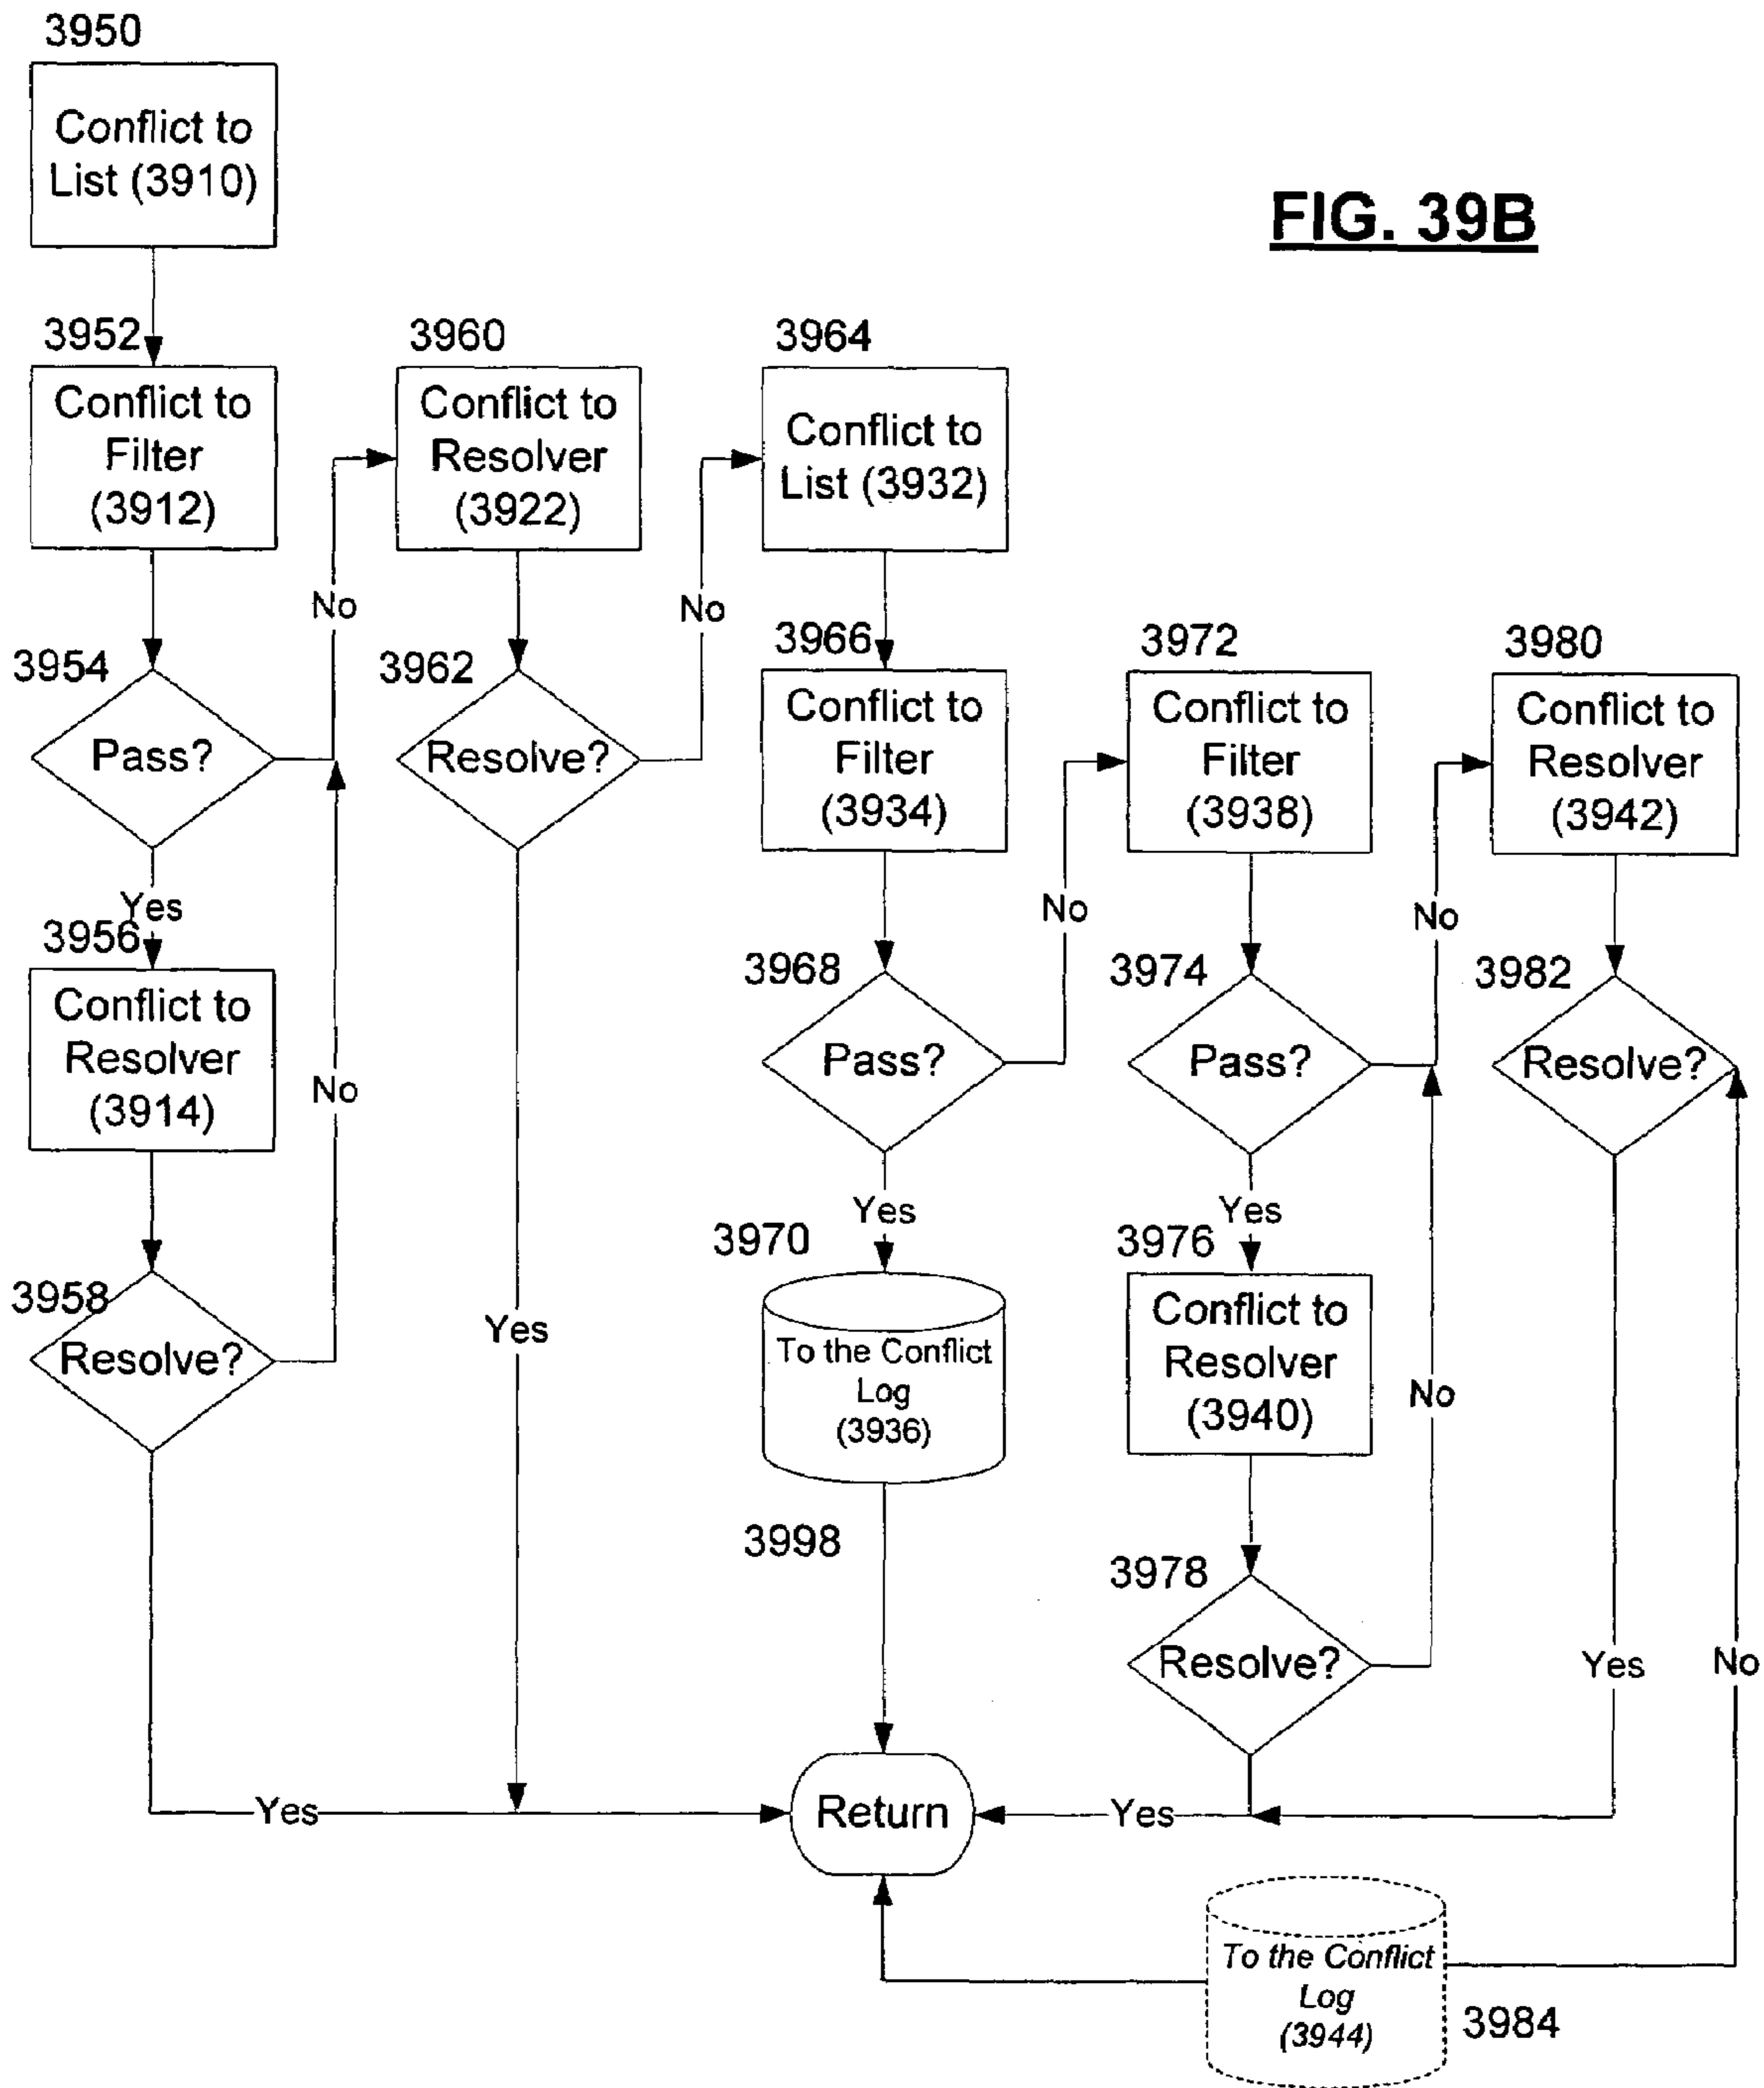 3950
Conflict to
List (3910)
FIG. 39B
3952
Conflict to
Filter
(3912)
3960
Conflict to
Resolver
(3922)
3964
Conflict to
List (3932)
No
No
3954
Pass?
3962
Resolve?
3966
Conflict to
Filter
(3934)
3972
Conflict to
Filter
(3938)
3980
Conflict to
Resolver
(3942)
Yes
3956
Conflict to
Resolver
(3914)
No
No
No
3968
Pass?
3974
Pass?
3982
Resolve?
3958
Resolve?
Yes
Yes
3970
To the Conflict
Log
(3936)
Yes
3976
Conflict to
Resolver
(3940)
No
3998
3978
Resolve?
Yes
No
Yes
Return
Yes
To the Conflict
Log
(3944)
3984